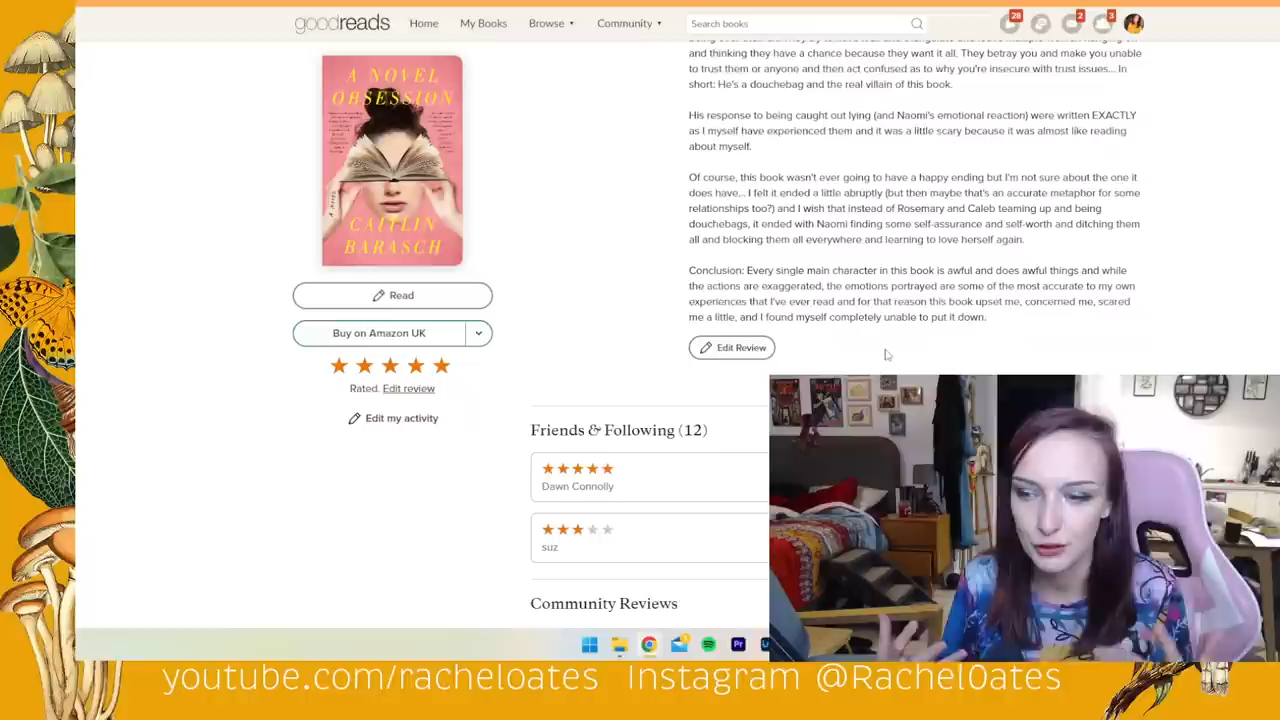 goodreads Home My Books Browse Community Search books 28 2 3
A NOVEL
OBSESSION
A NOVEL
CAITLIN
BARASCH
Read
Buy on Amazon UK
Rated. Edit review
Edit my activity
and thinking they have a chance because they want it all. They betray you and make you unable
to trust them or anyone and then act confused as to why you're insecure with trust issues... In
short: He's a douchebag and the real villain of this book.
His response to being caught out lying (and Naomi's emotional reaction) were written EXACTLY
as I myself have experienced them and it was a little scary because it was almost like reading
about myself.
Of course, this book wasn't ever going to have a happy ending but I'm not sure about the one it
does have... I felt it ended a little abruptly (but then maybe that's an accurate metaphor for some
relationships too?) and I wish that instead of Rosemary and Caleb teaming up and being
douchebags, it ended with Naomi finding some self-assurance and self-worth and ditching them
all and blocking them all everywhere and learning to love herself again.
Conclusion: Every single main character in this book is awful and does awful things and while
the actions are exaggerated, the emotions portrayed are some of the most accurate to my own
experiences that I've ever read and for that reason this book upset me, concerned me, scared
me a little, and I found myself completely unable to put it down.
Edit Review
Friends & Following (12)
Dawn Connolly
suz
Community Reviews
Pr
youtube.com/racheloates Instagram @Rachel0ates